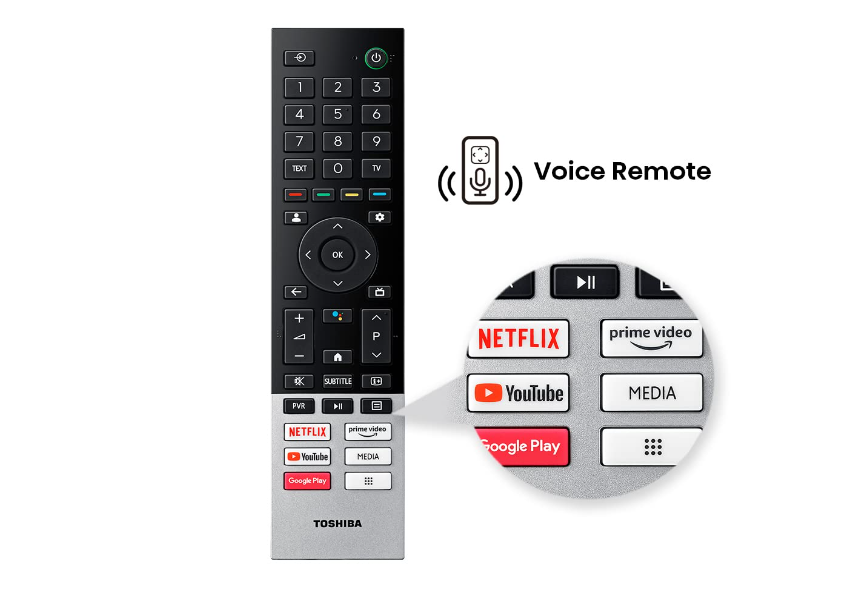 1 2 3
4 5 6
7 8 9
TEXT 0 TV
OK
+
P
−
SUBTITLE
PVR
NETFLIX prime video
YouTube MEDIA
Google Play
TOSHIBA
Voice Remote
NETFLIX prime video
YouTube MEDIA
Google Play